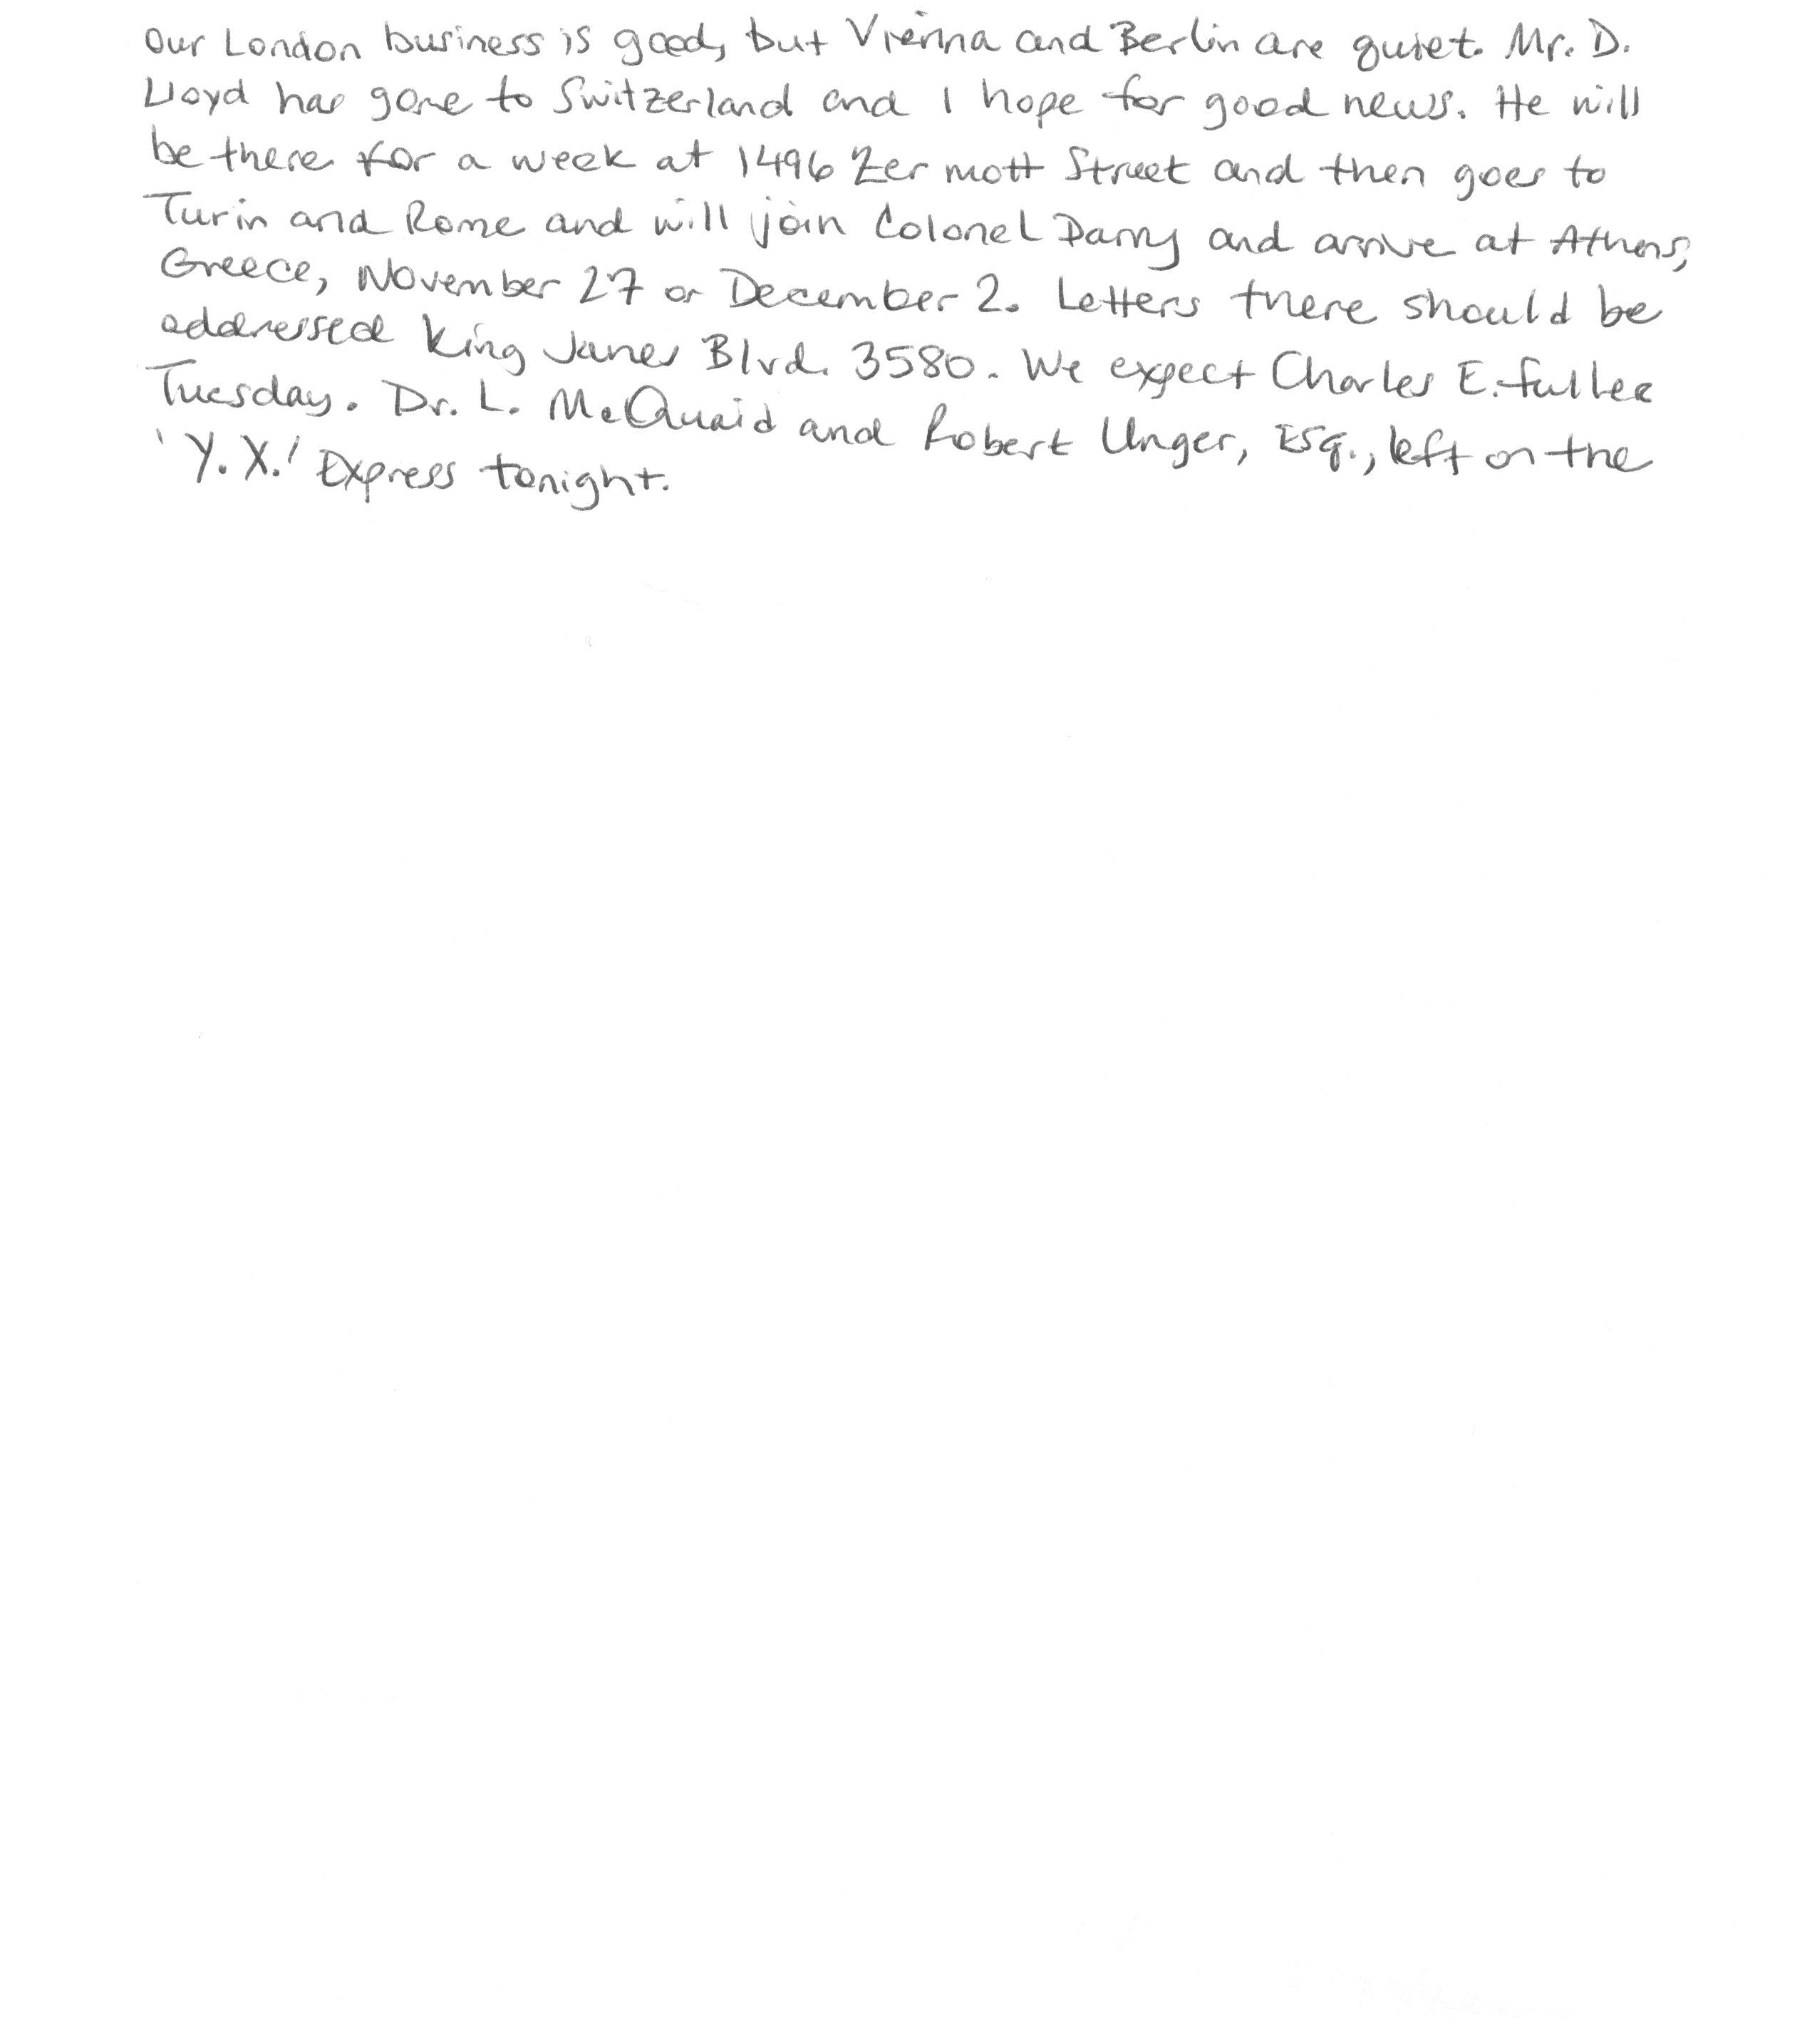 Our London business is good, but Vienna and Berlin are quiet. Mr. D.
Lloyd has gone to Switzerland and I hope for good news. He will
be there for a week at 1496 Zermott Street and then goes to
Turin and Rome and will join Colonel Parry and arrive at Athens,
Greece, November 27 or December 2. Letters there should be
addressed King James Blvd. 3580. We expect Charles E. Fuller
Tuesday. Dr. L. McQuaid and Robert Unger, Esq., left on the
'Y.X.' Express tonight.